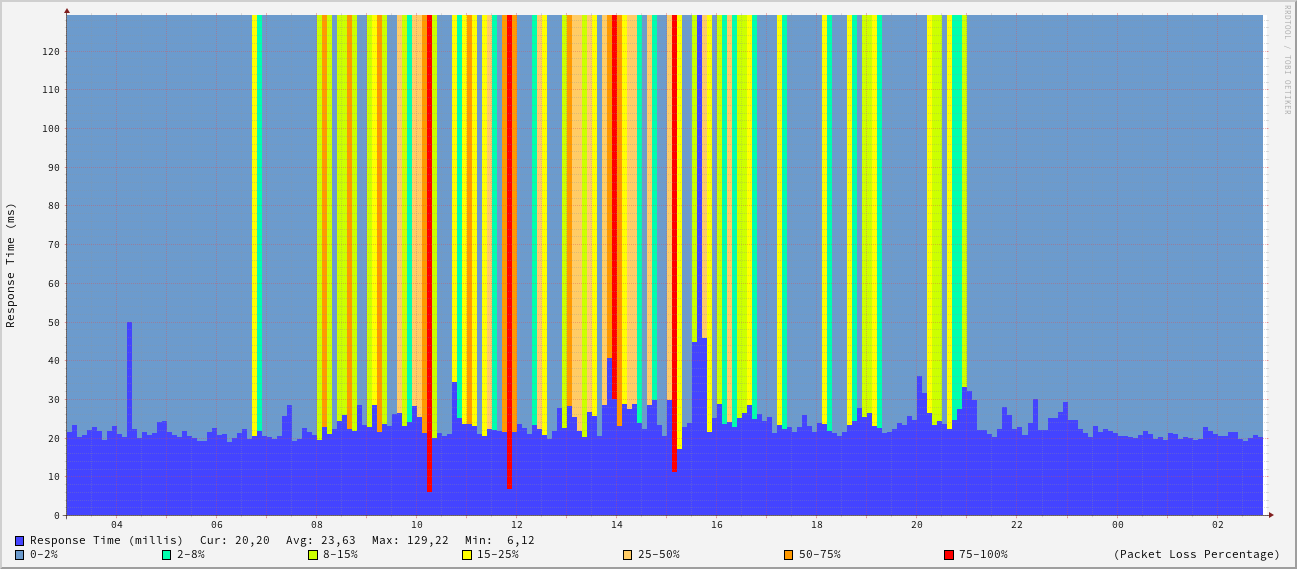 RRDTOOL / TOBI OETIKER
Response Time (ms)
120
110
100
90
80
70
60
50
40
30
20
10
0
04 06 08 10 12 14 16 18 20 22 00 02
Response Time (millis) Cur: 20,20 Avg: 23,63 Max: 129,22 Min: 6,12
0-2% 2-8% 8-15% 15-25% 25-50% 50-75% 75-100% (Packet Loss Percentage)